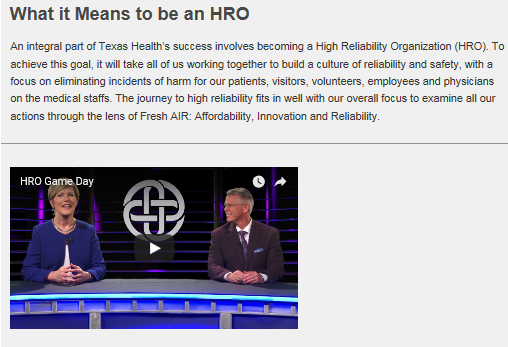 What it Means to be an HRO
An integral part of Texas Health's success involves becoming a High Reliability Organization (HRO). To
achieve this goal, it will take all of us working together to build a culture of reliability and safety, with a
focus on eliminating incidents of harm for our patients, visitors, volunteers, employees and physicians
on the medical staffs. The journey to high reliability fits in well with our overall focus to examine all our
actions through the lens of Fresh AIR: Affordability, Innovation and Reliability.
HRO Game Day